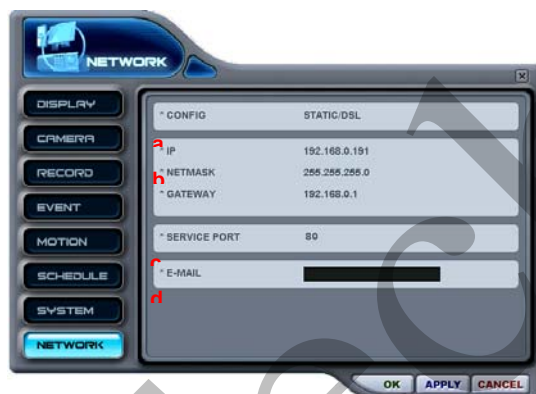 NETWORK
DISPLAY
CAMERA
RECORD
EVENT
MOTION
SCHEDULE
SYSTEM
NETWORK
* CONFIG STATIC/DSL
a
* IP 192.168.0.191
b
* NETMASK 255.255.255.0
* GATEWAY 192.168.0.1
* SERVICE PORT 80
c
* E-MAIL
d
OK APPLY CANCEL